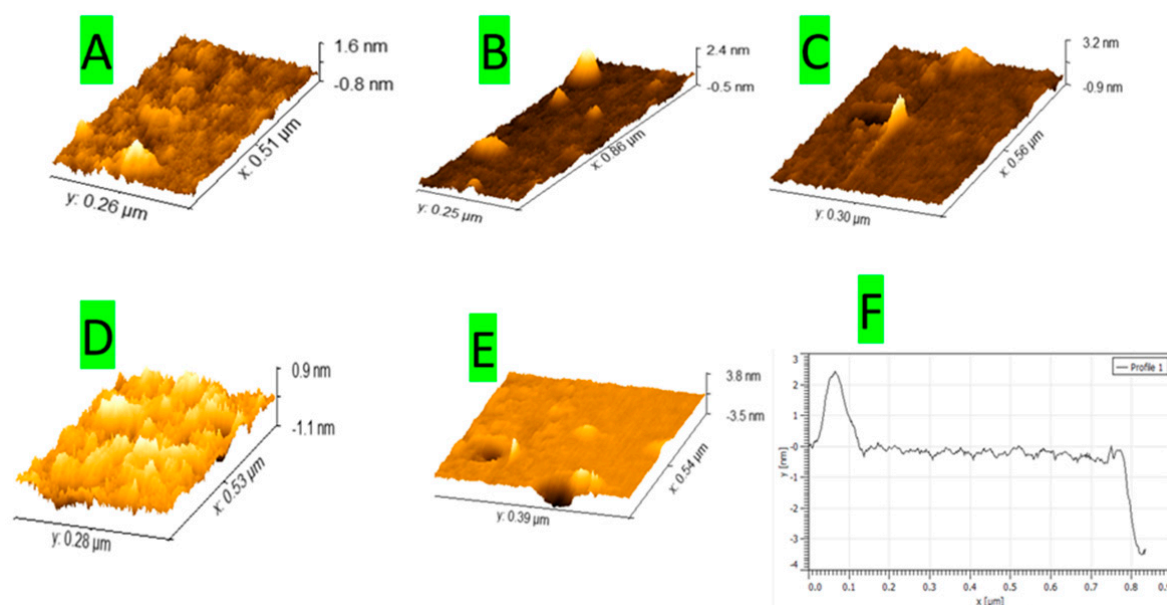 A
1.6 nm
-0.8 nm
x: 0.51 µm
y: 0.26 µm
B
2.4 nm
-0.5 nm
x: 0.86 µm
y: 0.25 µm
C
3.2 nm
-0.9 nm
x: 0.56 µm
y: 0.30 µm
D
0.9 nm
-1.1 nm
x: 0.53 µm
y: 0.28 µm
E
3.8 nm
-3.5 nm
x: 0.54 µm
y: 0.39 µm
F
Profile 1
3
2
1
-0
-1
-2
-3
-4
y [nm]
0.0 0.1 0.2 0.3 0.4 0.5 0.6 0.7 0.8
x [µm]